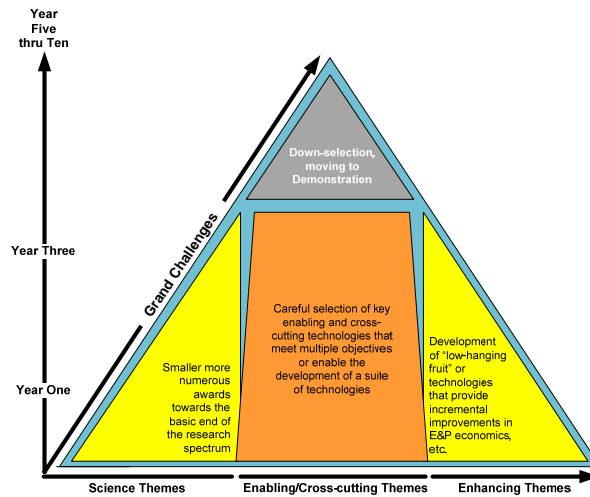 Year
Five
thru Ten
Down-selection,
moving to
Demonstration
Grand Challenges
Year Three
Careful selection of key
enabling and cross-
cutting technologies that
meet multiple objectives
or enable the
development of a suite
of technologies
Smaller more
numerous
awards
towards the
basic end of
the research
spectrum
Development
of "low-hanging
fruit" or
technologies
that provide
incremental
improvements in
E&P economics,
etc.
Year One
Science Themes
Enabling/Cross-cutting Themes
Enhancing Themes